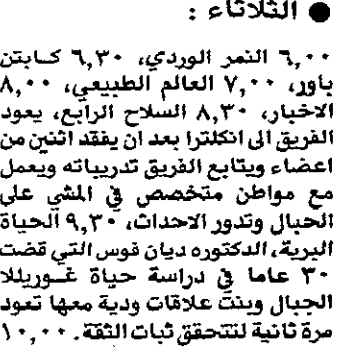 ● الثلاثاء :
٦,٠٠ النمر الوردي، ٦,٣٠ كـابتن
باور، ٧,٠٠ العالم الطبيعي، ٨,٠٠
الاخبار، ٨,٣٠ السلاح الرابع، يعود
الفريق الى انكلترا بعد ان يفقد اثنين من
اعضاء ويتابع الفريق تدريباته ويعمل
مع مواطن متخصص في المشي على
الحبال وتدور الاحداث، ٩,٣٠ الحياة
البرية، الدكتوره ديان فوس التي قضت
٣٠ عاما في دراسة حياة غـوريللا
الجبال وبنت علاقات ودية معها تعود
مرة ثانية لتتحقق ثبات الثقة. ١٠,٠٠